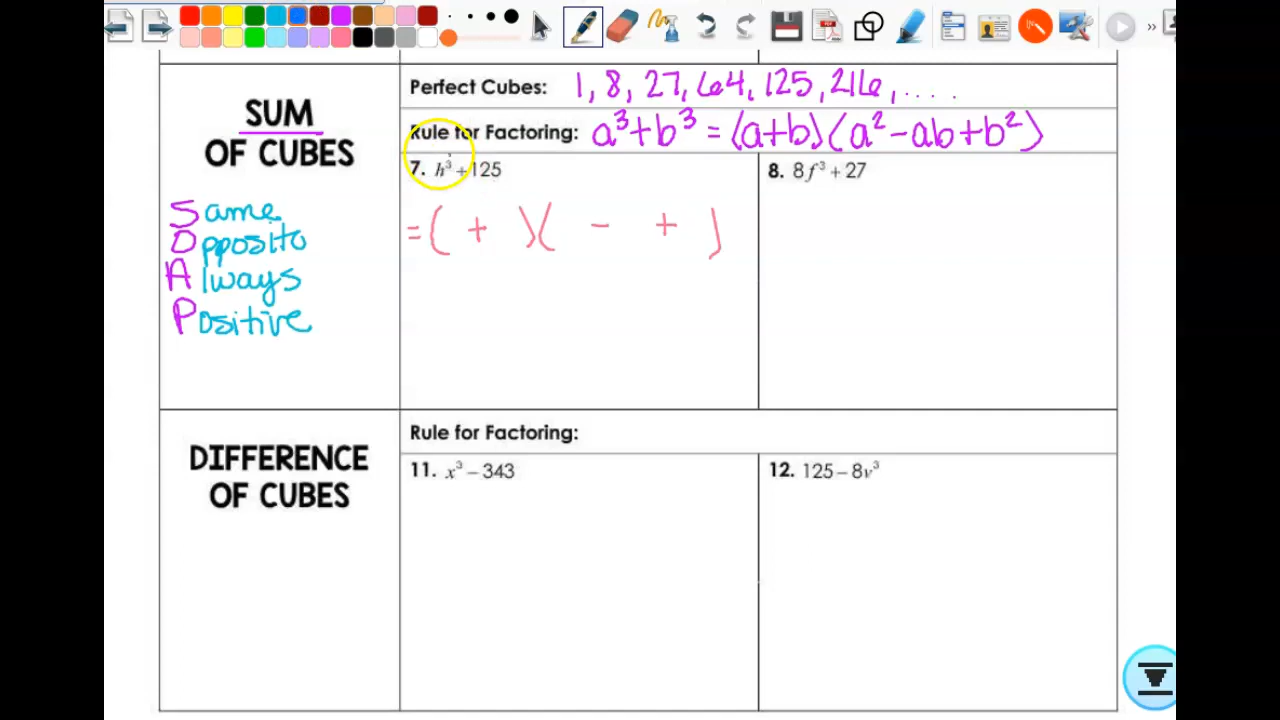 Perfect Cubes: 1, 8, 27, 64, 125, 216, ....
SUM
OF CUBES
Rule for Factoring: a³+b³ = (a+b)(a²-ab+b²)
7. h³ + 125
8. 8f³ + 27
= ( + )( - + )
Same
Opposite
Always
Positive
DIFFERENCE
OF CUBES
Rule for Factoring:
11. x³ – 343
12. 125 – 8v³